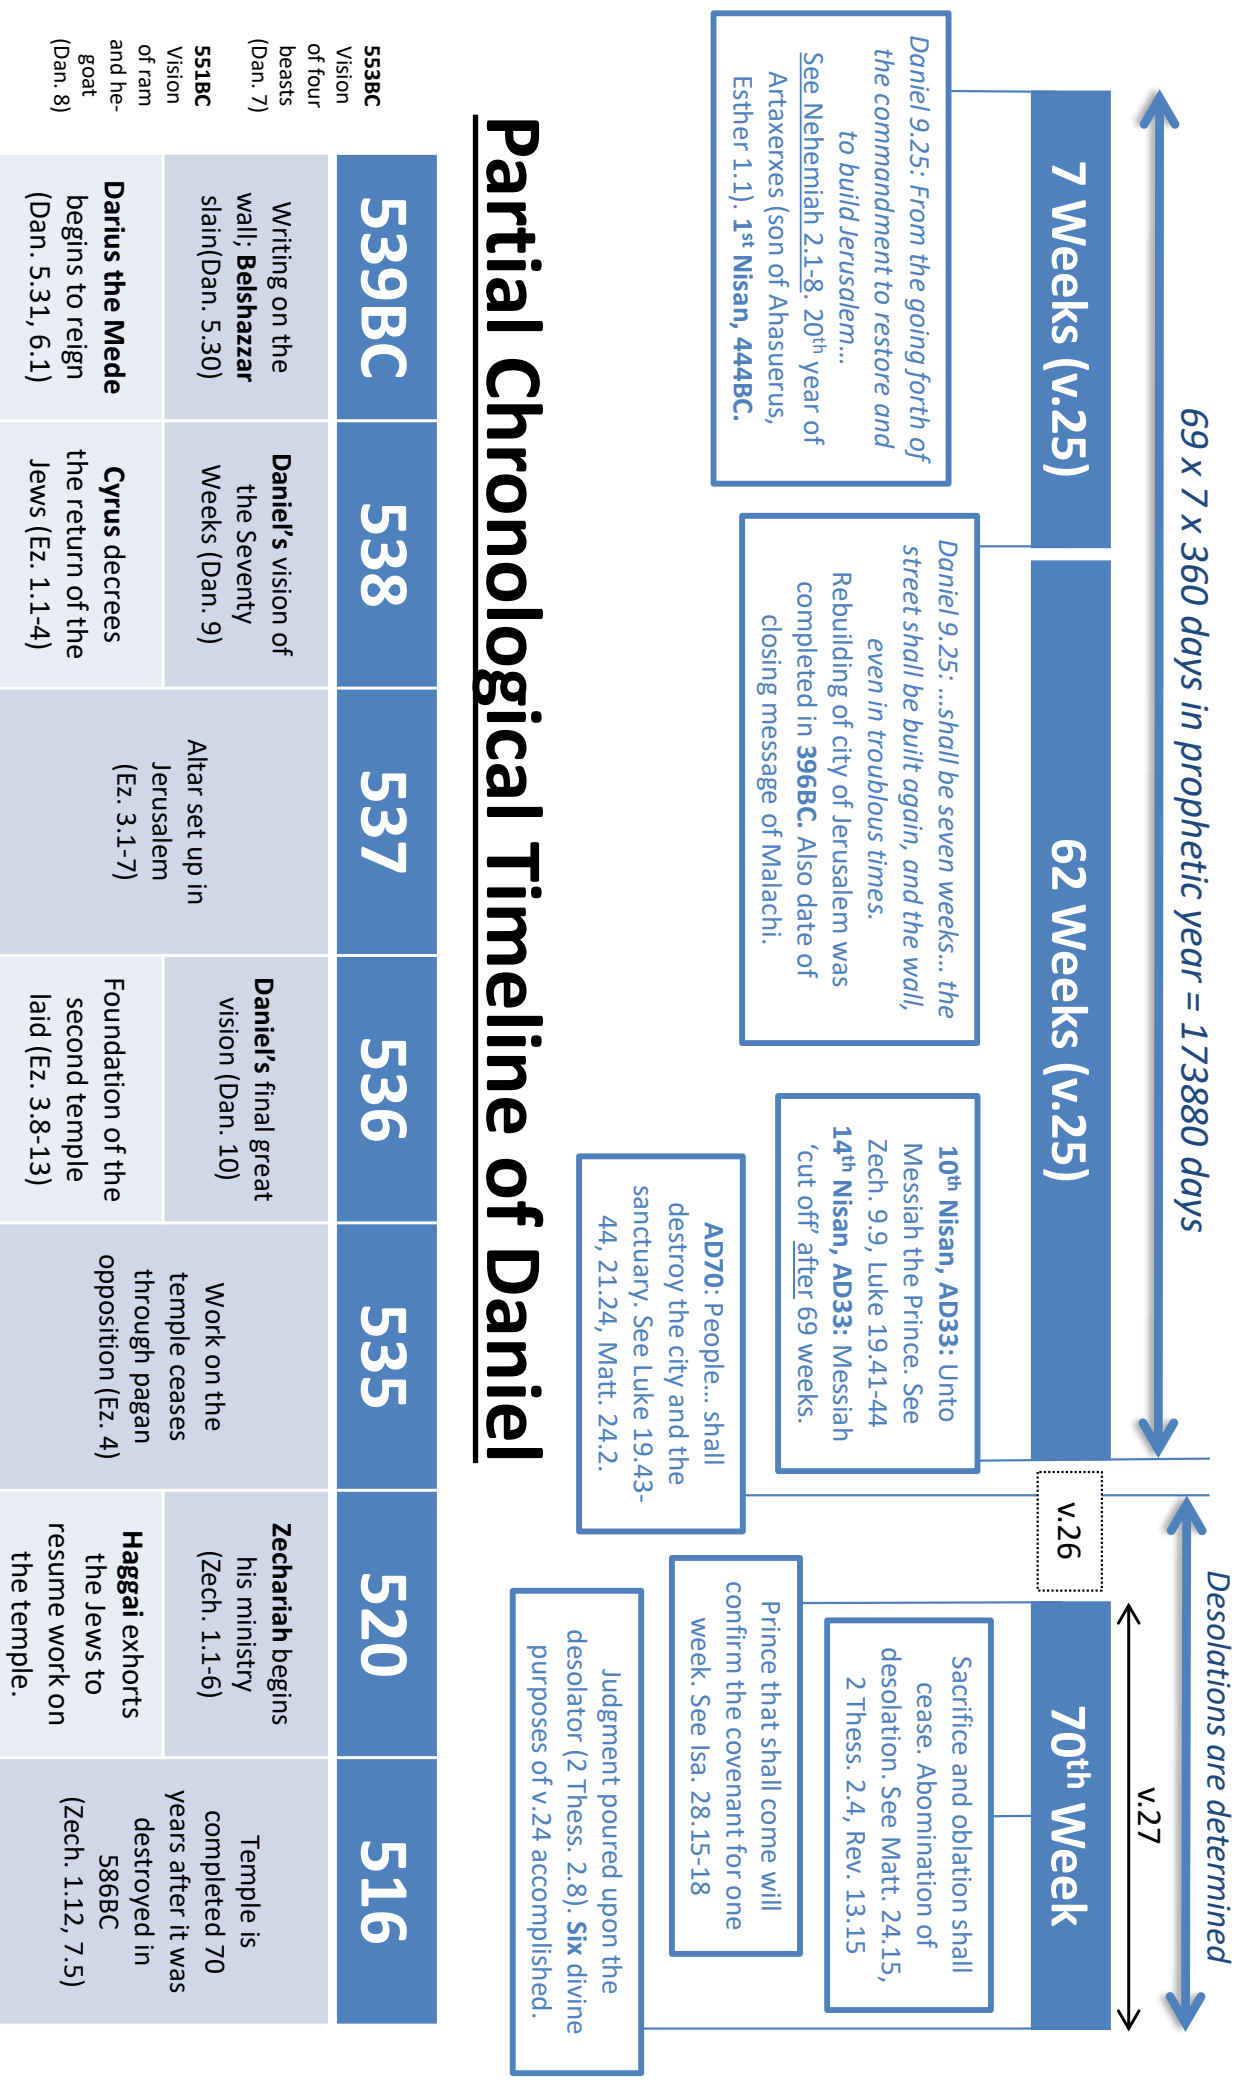 69 x 7 x 360 days in prophetic year = 173880 days
Desolations are determined
v.27
7 Weeks (v.25)
62 Weeks (v.25)
v.26
70th Week
Daniel 9.25: From the going forth of
the commandment to restore and
to build Jerusalem...
See Nehemiah 2.1-8. 20th year of
Artaxerxes (son of Ahasuerus,
Esther 1.1). 1st Nisan, 444BC.
Daniel 9.25: ...shall be seven weeks... the
street shall be built again, and the wall,
even in troublous times.
Rebuilding of city of Jerusalem was
completed in 396BC. Also date of
closing message of Malachi.
10th Nisan, AD33: Unto
Messiah the Prince. See
Zech. 9.9, Luke 19.41-44
14th Nisan, AD33: Messiah
‘cut off’ after 69 weeks.
AD70: People... shall
destroy the city and the
sanctuary. See Luke 19.43-
44, 21.24, Matt. 24.2.
Sacrifice and oblation shall
cease. Abomination of
desolation. See Matt. 24.15,
2 Thess. 2.4, Rev. 13.15
Prince that shall come will
confirm the covenant for one
week. See Isa. 28.15-18
Judgment poured upon the
desolator (2 Thess. 2.8). Six divine
purposes of v.24 accomplished.
Partial Chronological Timeline of Daniel
553BC
Vision
of four
beasts
(Dan. 7)
551BC
Vision
of ram
and he-
goat
(Dan. 8)
539BC
538
537
536
535
520
516
Writing on the
wall; Belshazzar
slain(Dan. 5.30)
Darius the Mede
begins to reign
(Dan. 5.31, 6.1)
Daniel’s vision of
the Seventy
Weeks (Dan. 9)
Cyrus decrees
the return of the
Jews (Ez. 1.1-4)
Altar set up in
Jerusalem
(Ez. 3.1-7)
Daniel’s final great
vision (Dan. 10)
Foundation of the
second temple
laid (Ez. 3.8-13)
Work on the
temple ceases
through pagan
opposition (Ez. 4)
Zechariah begins
his ministry
(Zech. 1.1-6)
Haggai exhorts
the Jews to
resume work on
the temple.
Temple is
completed 70
years after it was
destroyed in
586BC
(Zech. 1.12, 7.5)